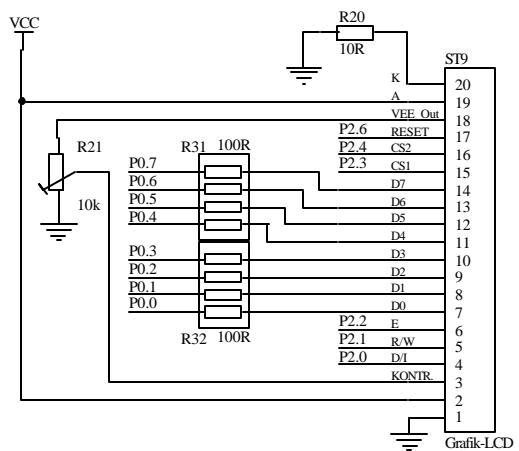 VCC
R20
10R
ST9
K 20
A 19
VEE_Out 18
P2.6 RESET 17
P2.4 CS2 16
P2.3 CS1 15
R21
10k
R31 100R
P0.7 D7 14
P0.6 D6 13
P0.5 D5 12
P0.4 D4 11
P0.3 D3 10
P0.2 D2 9
P0.1 D1 8
P0.0 D0 7
R32 100R
P2.2 E 6
P2.1 R/W 5
P2.0 D/I 4
KONTR. 3
2
1
Grafik-LCD